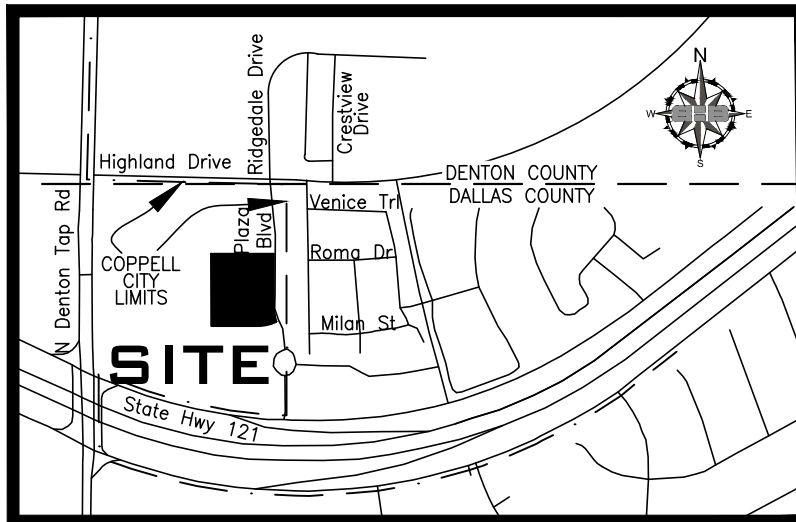 N
W
E
S
Ridgedale Drive
Crestview
Drive
Highland Drive
DENTON COUNTY
DALLAS COUNTY
N Denton Tap Rd
Plaza
Blvd
Venice Trl
Roma Dr
COPPELL
CITY
LIMITS
Milan St
SITE
State Hwy 121